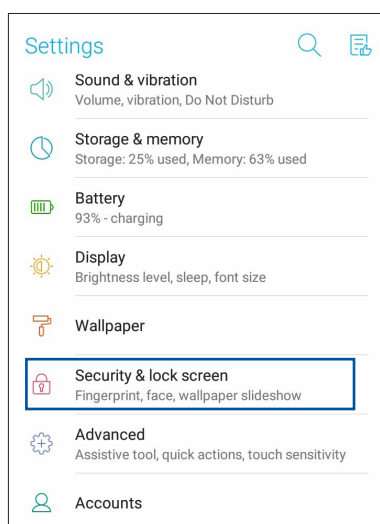 Settings
Sound & vibration
Volume, vibration, Do Not Disturb
Storage & memory
Storage: 25% used, Memory: 63% used
Battery
93% - charging
Display
Brightness level, sleep, font size
Wallpaper
Security & lock screen
Fingerprint, face, wallpaper slideshow
Advanced
Assistive tool, quick actions, touch sensitivity
Accounts